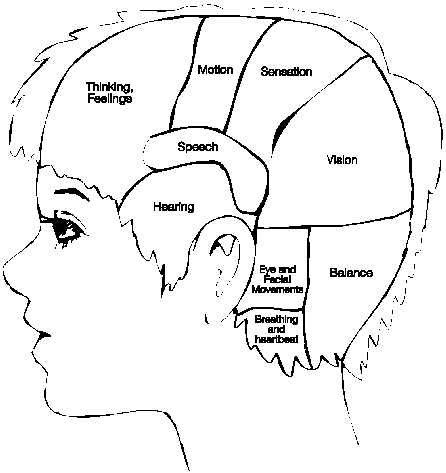 Thinking,
Feelings
Motion
Sensation
Speech
Vision
Hearing
Eye and
Facial
Movements
Balance
Breathing
and
heartbeat